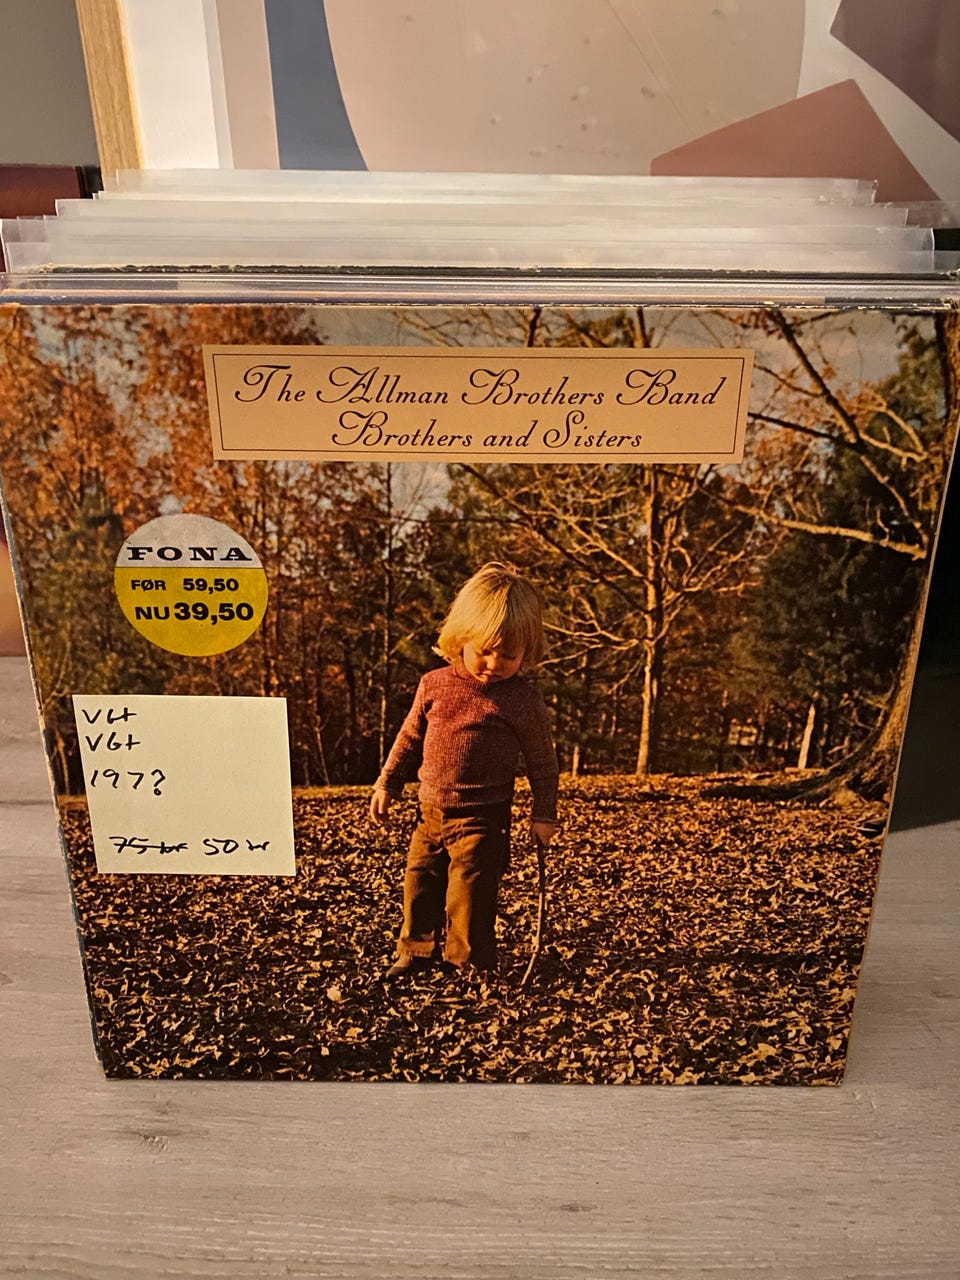 The Allman Brothers Band
Brothers and Sisters
FONA
FØR 59,50
NU 39,50
VG+
VG+
197?
75 kr 50 kr